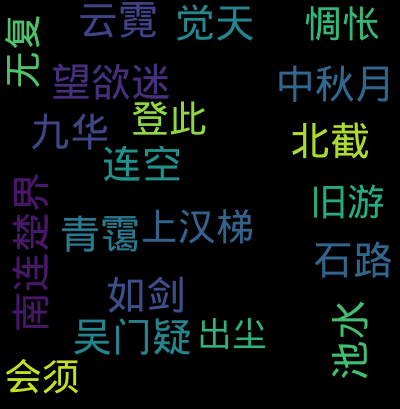 云霓
觉天
惆怅
无复
望欲迷
中秋月
登此
九华
北截
连空
南连楚界
旧游
青霭
上汉梯
石路
如剑
吴门疑
出尘
池水
会须